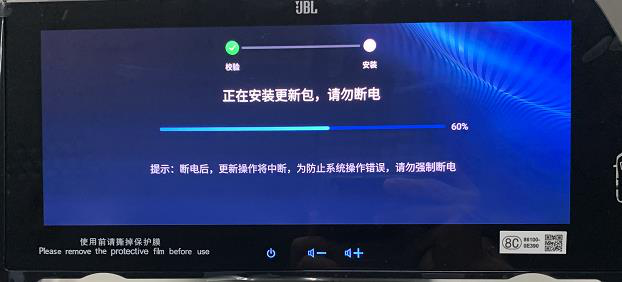 JBL
校验
安装
正在安装更新包，请勿断电
60%
提示：断电后，更新操作将中断，为防止系统操作错误，请勿强制断电
使用前请撕掉保护膜
Please remove the protective film before use
8C
86100-
0E390